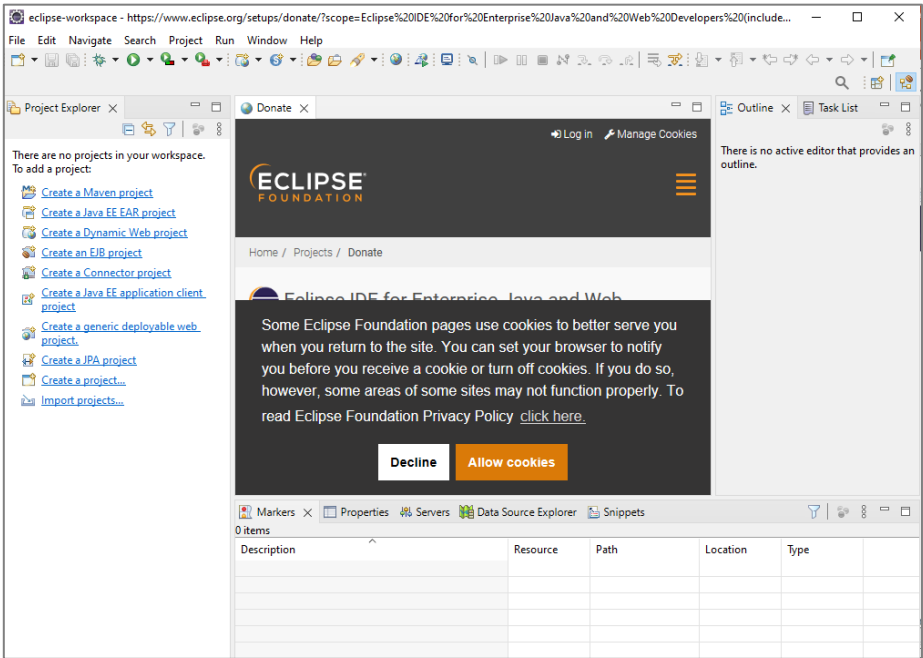 eclipse-workspace - https://www.eclipse.org/setups/donate/?scope=Eclipse%20IDE%20for%20Enterprise%20Java%20and%20Web%20Developers%20(include...
File Edit Navigate Search Project Run Window Help
Project Explorer
There are no projects in your workspace.
To add a project:
Create a Maven project
Create a Java EE EAR project
Create a Dynamic Web project
Create an EJB project
Create a Connector project
Create a Java EE application client
project
Create a generic deployable web
project.
Create a JPA project
Create a project...
Import projects...
Donate
Log in Manage Cookies
ECLIPSE
FOUNDATION
Home / Projects / Donate
Eclipse IDE for Enterprise Java and Web
Some Eclipse Foundation pages use cookies to better serve you
when you return to the site. You can set your browser to notify
you before you receive a cookie or turn off cookies. If you do so,
however, some areas of some sites may not function properly. To
read Eclipse Foundation Privacy Policy click here.
Decline Allow cookies
Outline Task List
There is no active editor that provides an
outline.
Markers Properties Servers Data Source Explorer Snippets
0 items
Description Resource Path Location Type